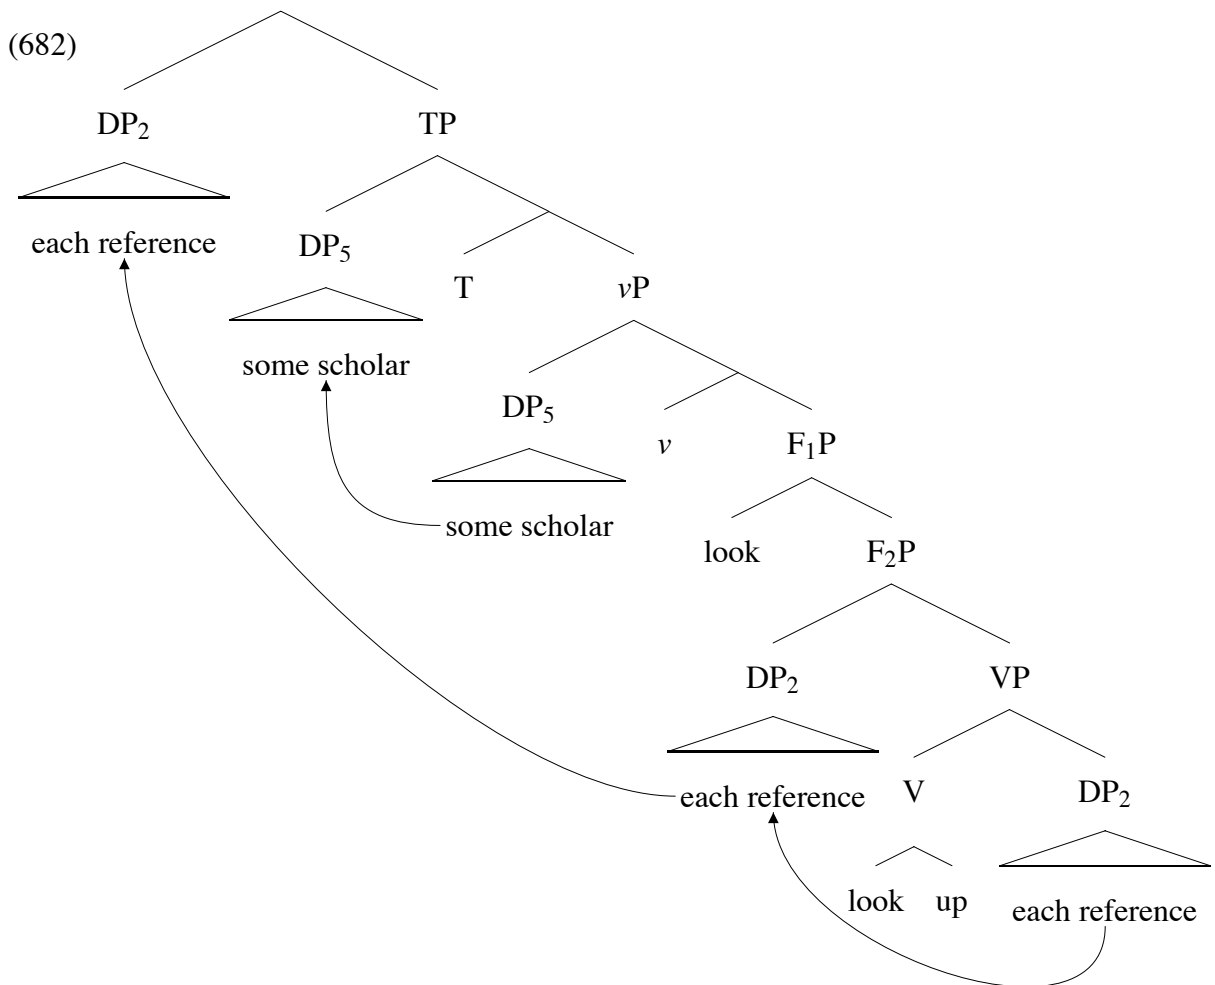 (682)
DP₂ TP
each reference DP₅ T vP
some scholar DP₅ v F₁P
some scholar look F₂P
DP₂ VP
each reference V DP₂
look up each reference